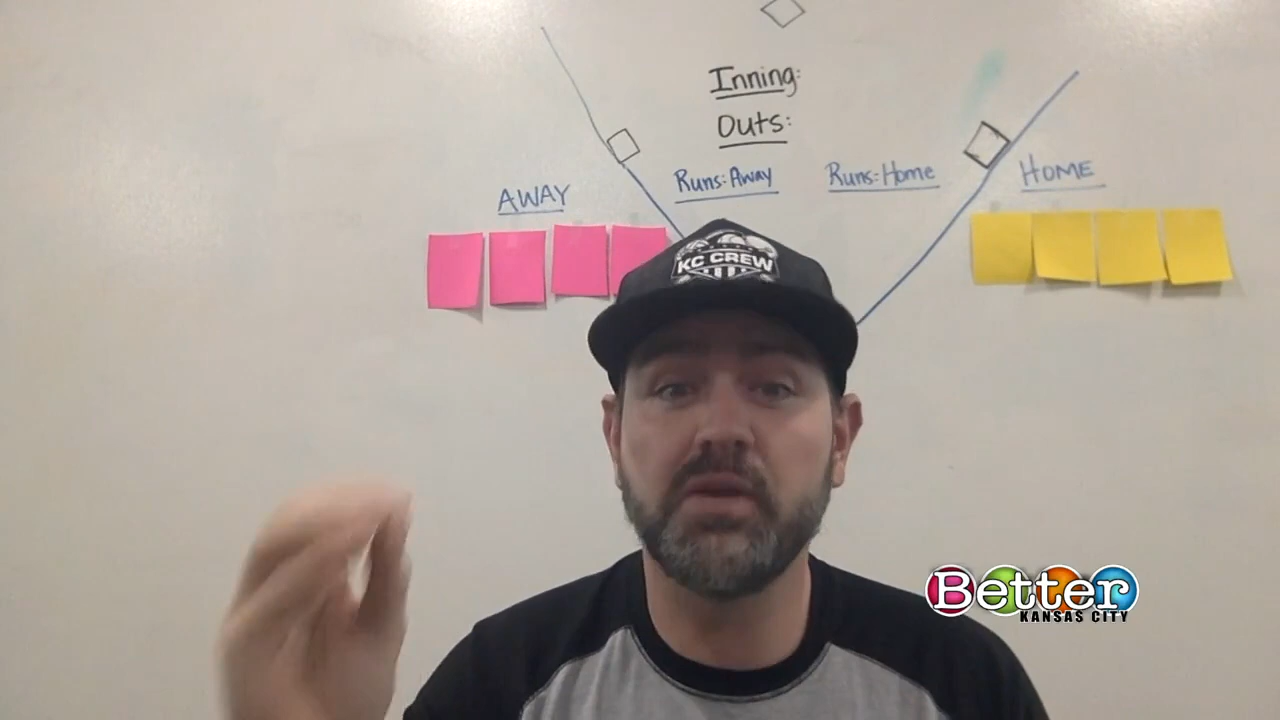 Inning:
Outs:
Runs:Away
Runs:Home
AWAY
HOME
KC CREW
Better
KANSAS CITY